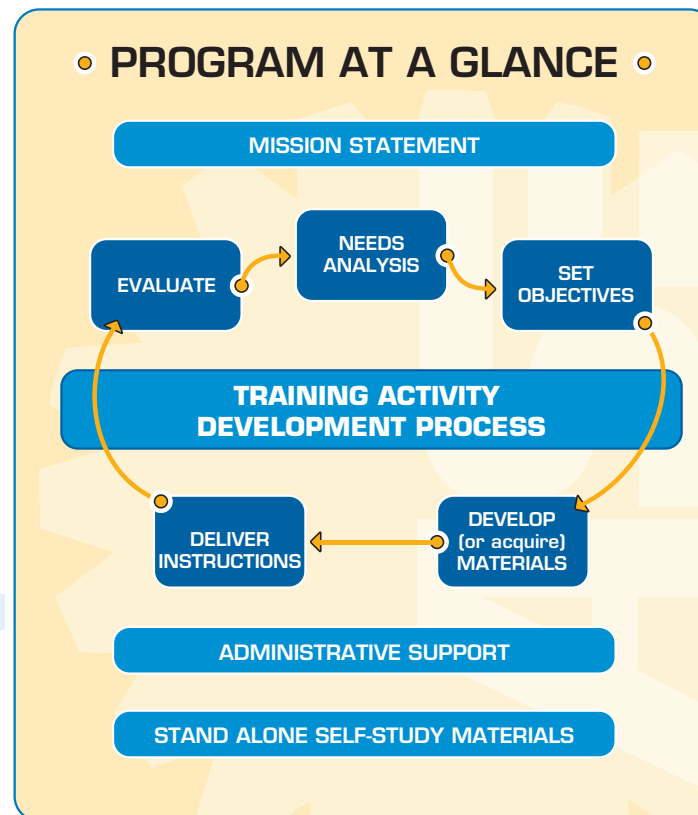 PROGRAM AT A GLANCE
MISSION STATEMENT
NEEDS
ANALYSIS
EVALUATE
SET
OBJECTIVES
TRAINING ACTIVITY
DEVELOPMENT PROCESS
DELIVER
INSTRUCTIONS
DEVELOP
(or acquire)
MATERIALS
ADMINISTRATIVE SUPPORT
STAND ALONE SELF-STUDY MATERIALS